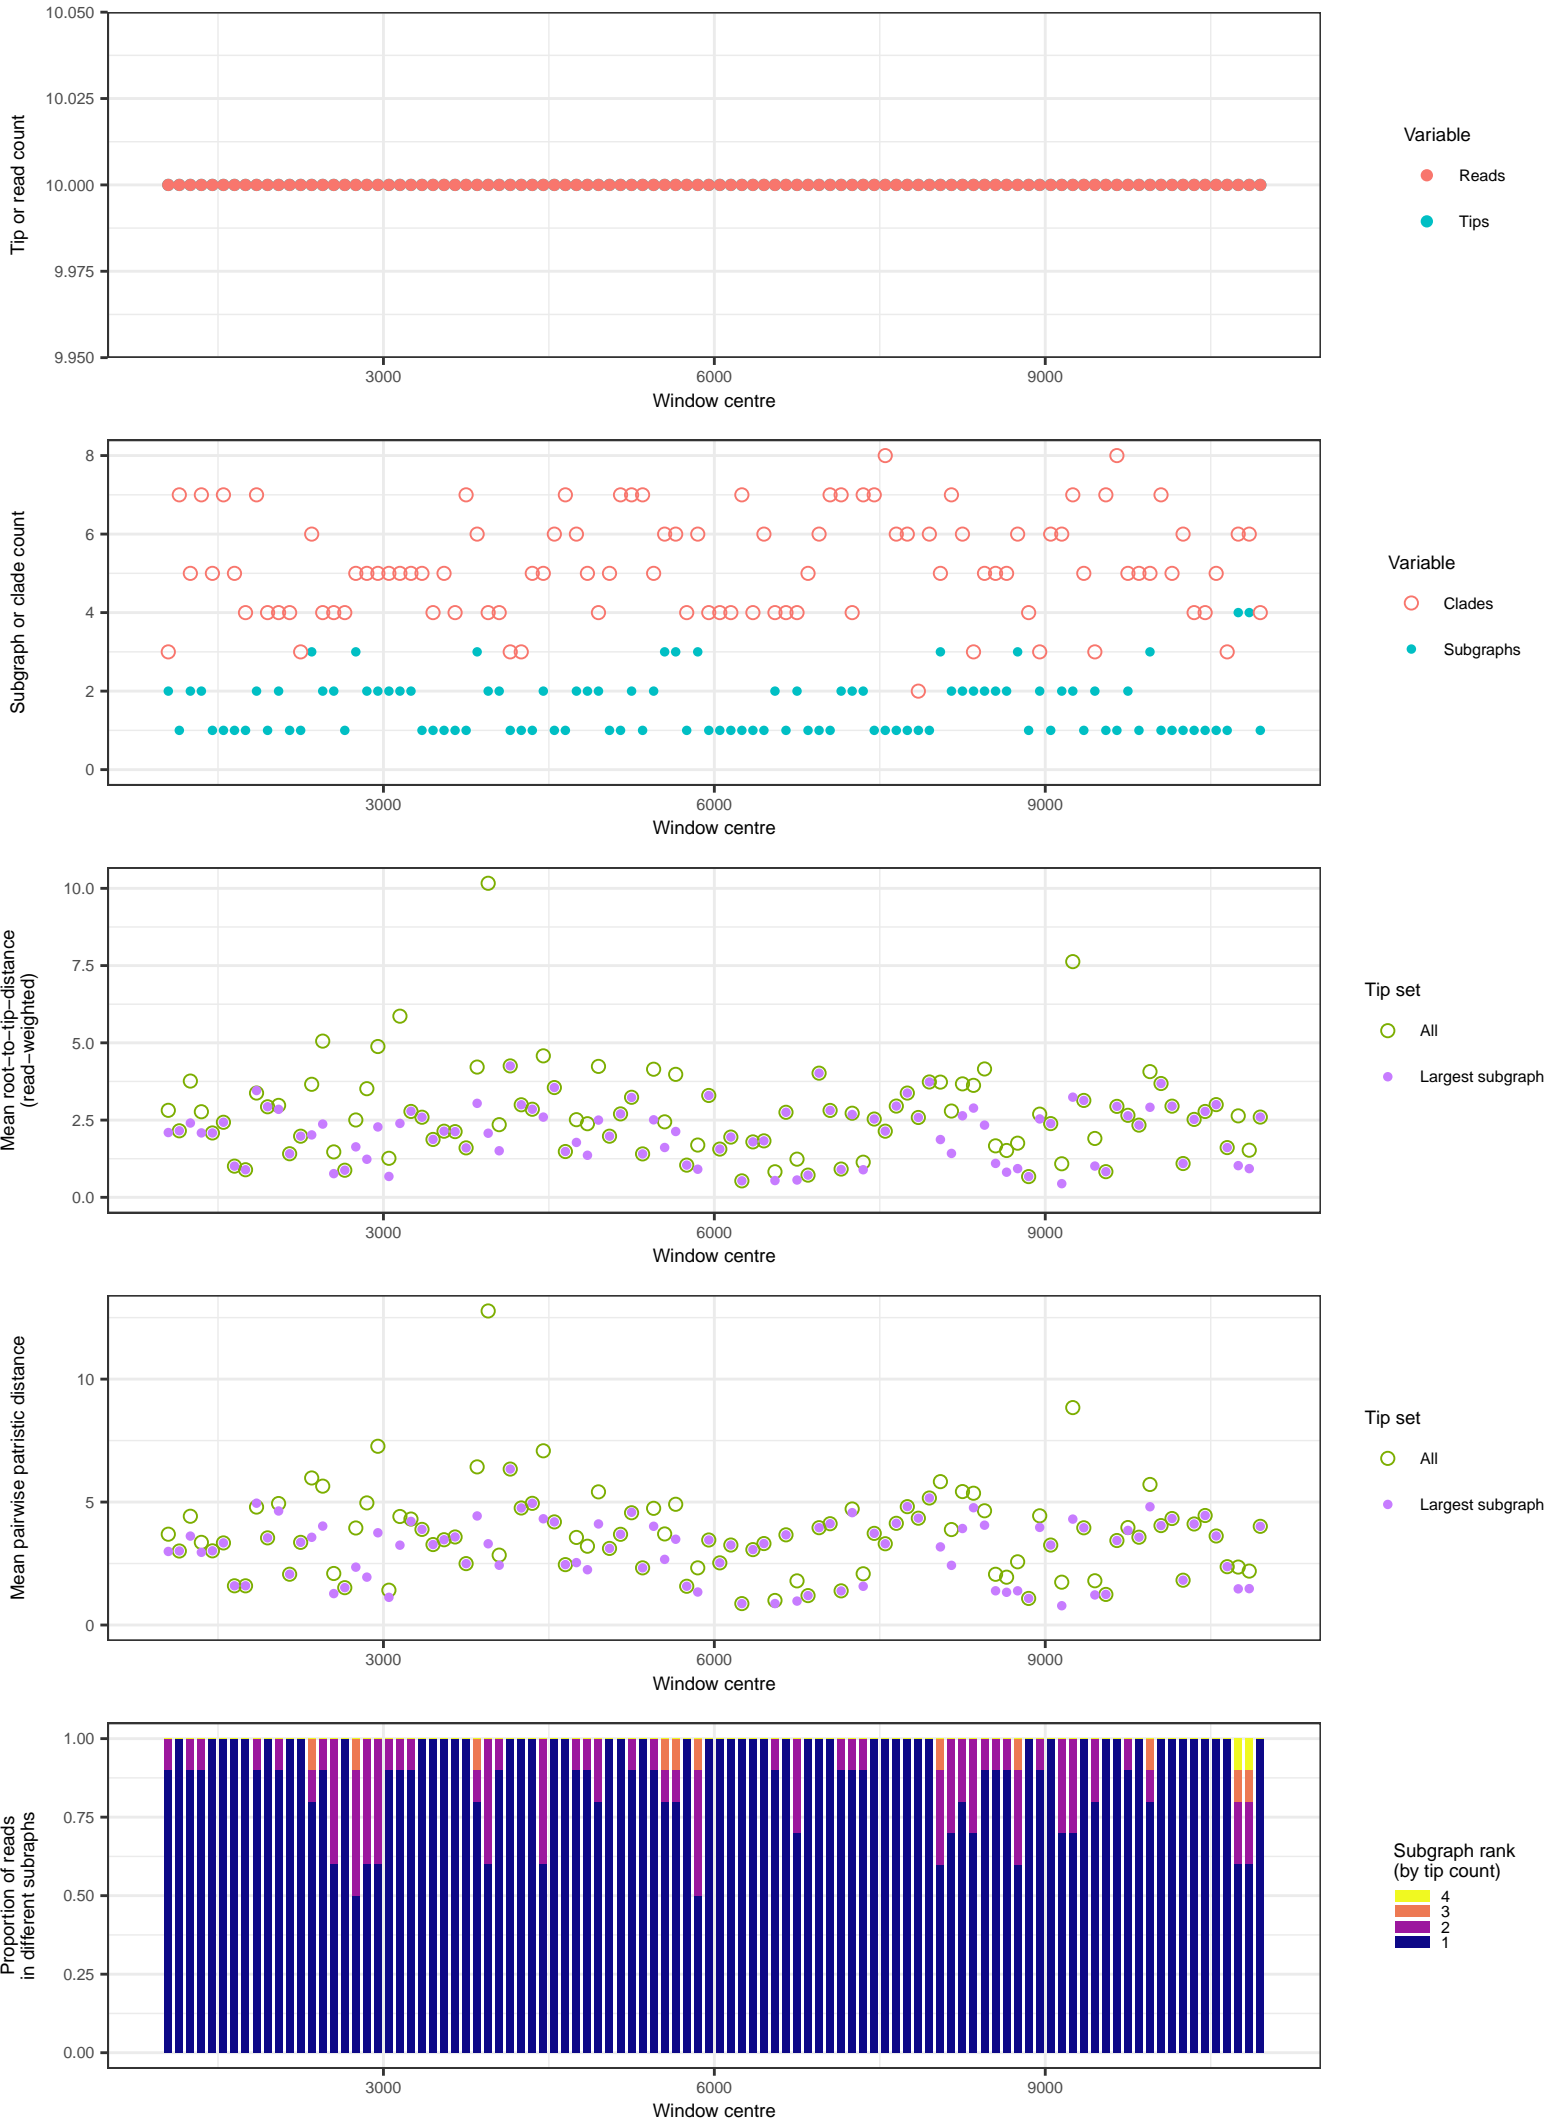 10.050
10.025
10.000
9.975
9.950
Tip or read count
3000 6000 9000
Window centre
Variable
Reads
Tips
8
6
4
2
0
Subgraph or clade count
3000 6000 9000
Window centre
Variable
Clades
Subgraphs
10.0
7.5
5.0
2.5
0.0
Mean root−to−tip−distance
(read−weighted)
3000 6000 9000
Window centre
Tip set
All
Largest subgraph
10
5
0
Mean pairwise patristic distance
3000 6000 9000
Window centre
Tip set
All
Largest subgraph
1.00
0.75
0.50
0.25
0.00
Proportion of reads
in different subraphs
3000 6000 9000
Window centre
Subgraph rank
(by tip count)
4
3
2
1